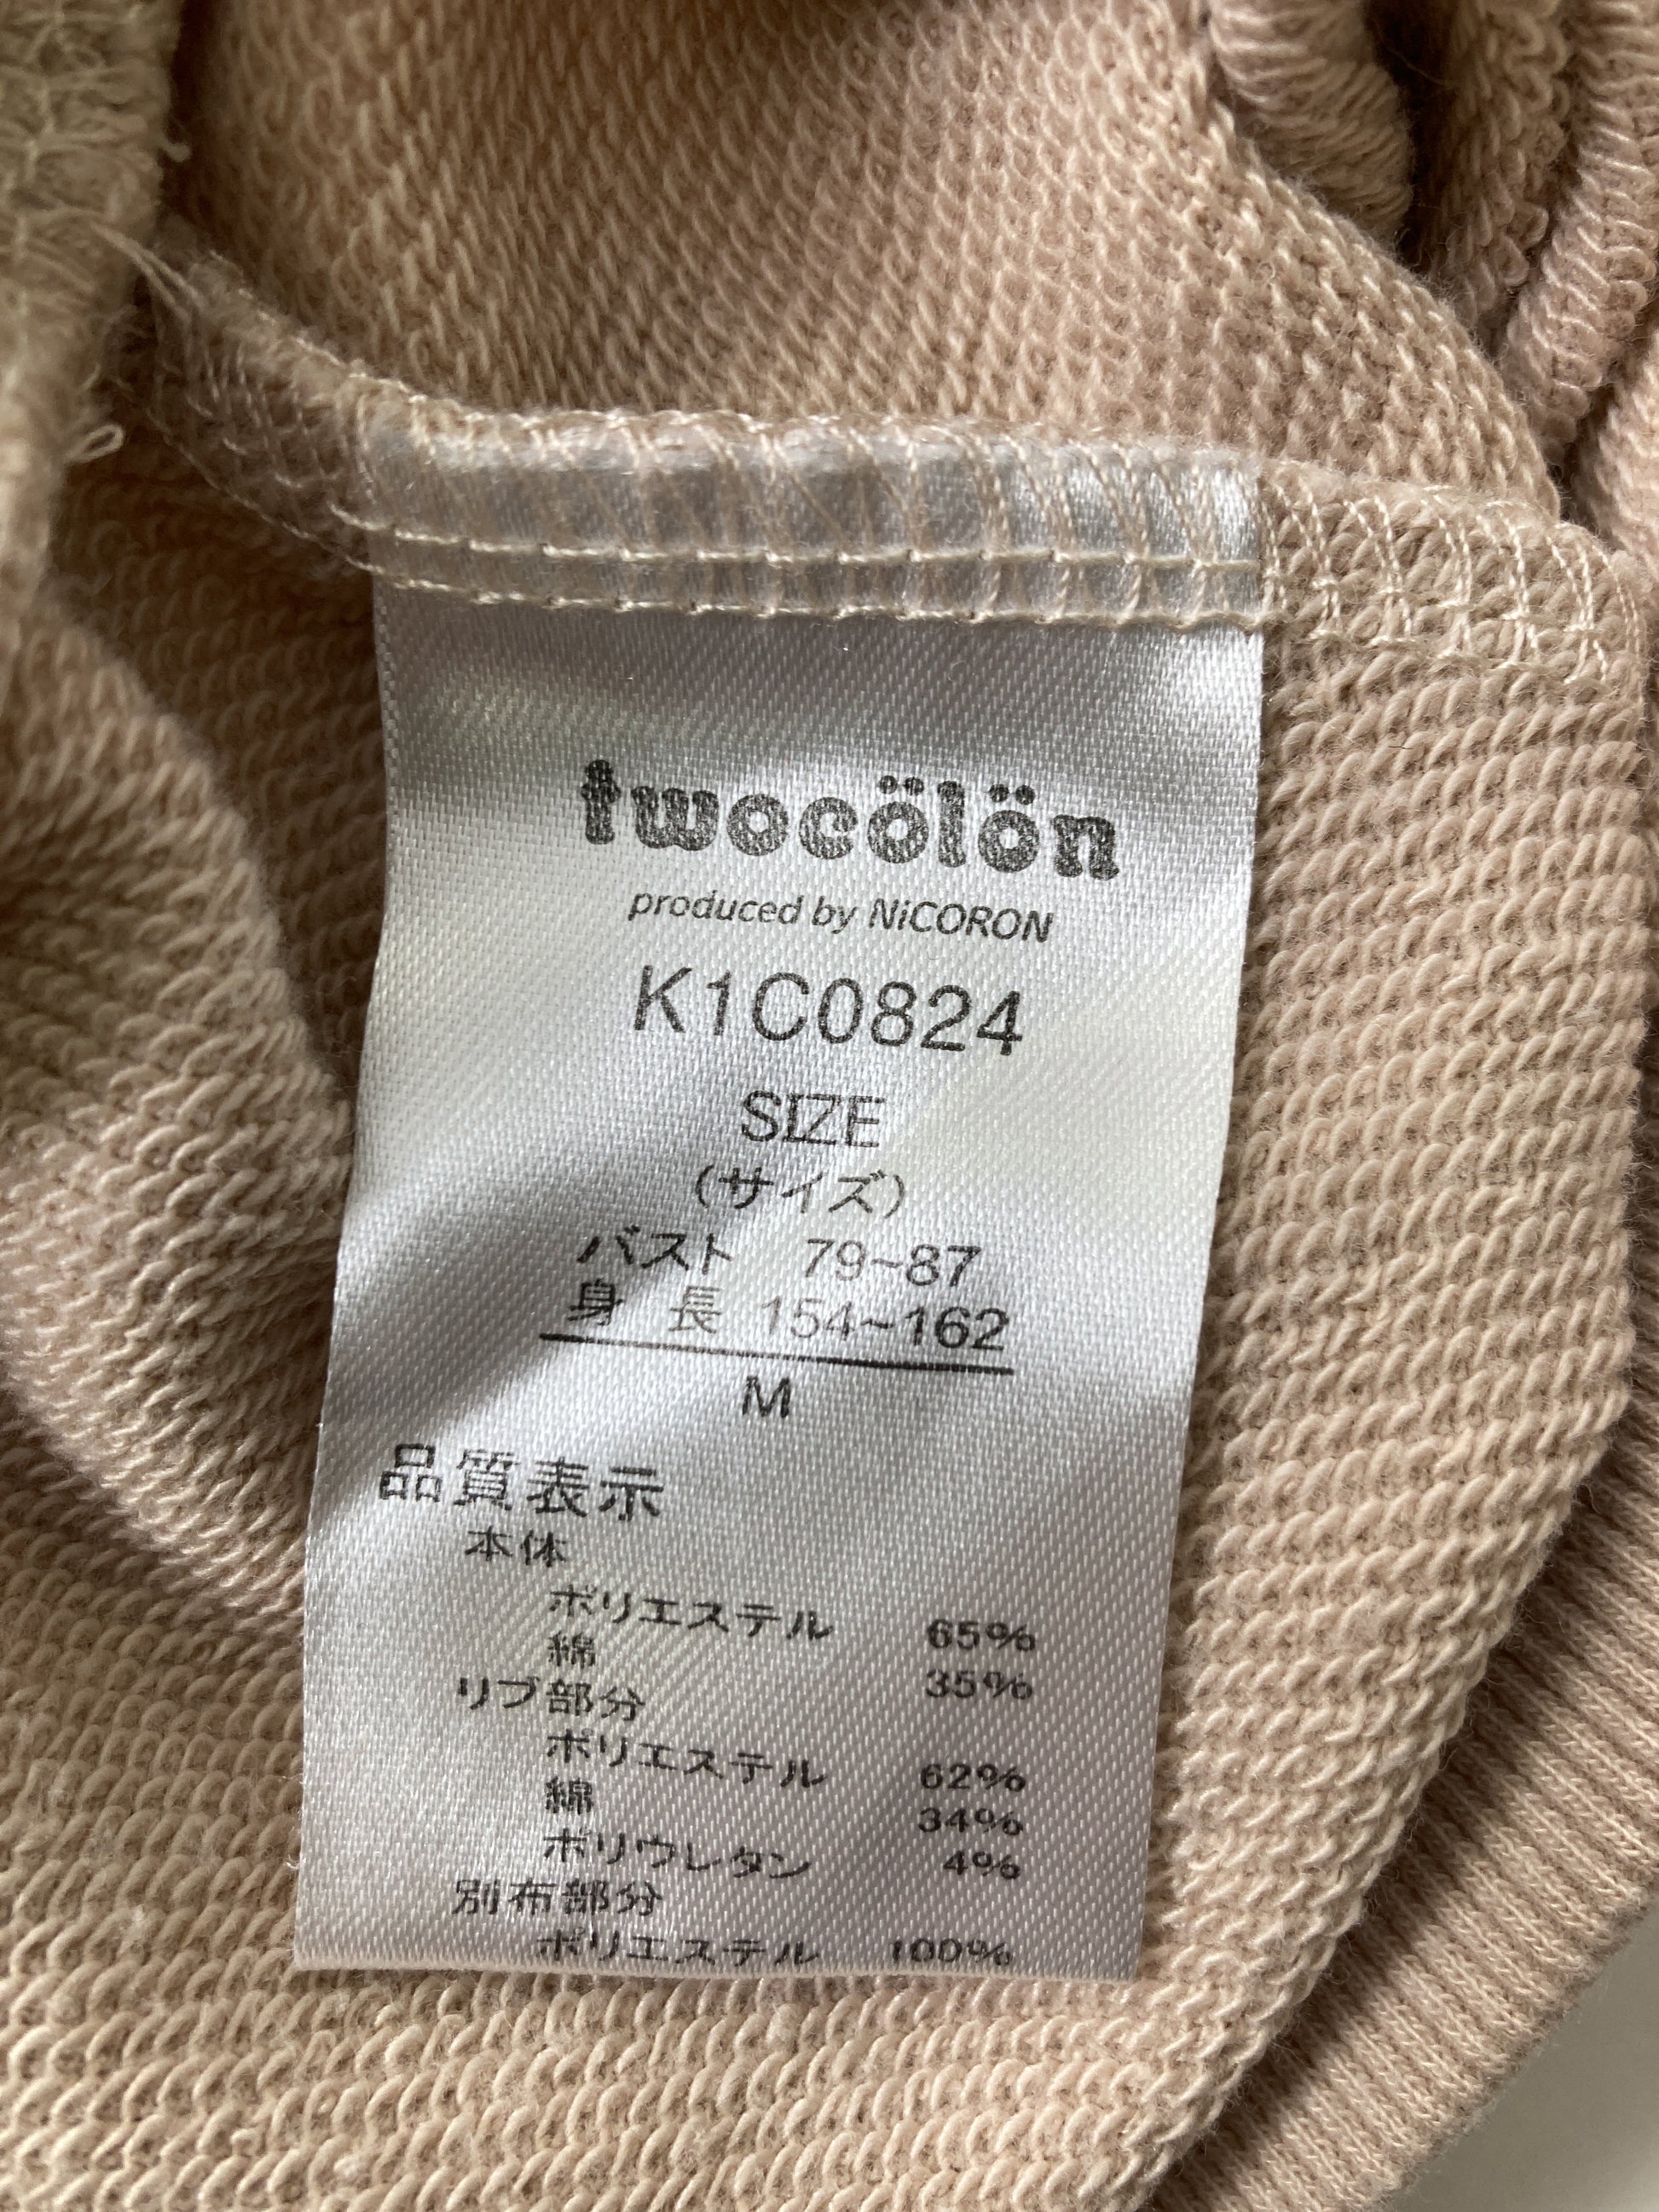 twocölön
produced by NiCORON
K1C0824
SIZE
(サイズ)
バスト 79~87
身 長 154~162
M
品質表示
本体
ポリエステル 65%
綿 35%
リブ部分
ポリエステル 62%
綿 34%
ポリウレタン 4%
別布部分
ポリエステル 100%